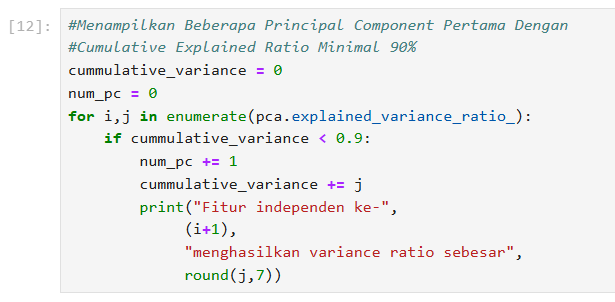 [12]: #Menampilkan Beberapa Principal Component Pertama Dengan
#Cumulative Explained Ratio Minimal 90%
cummulative_variance = 0
num_pc = 0
for i,j in enumerate(pca.explained_variance_ratio_):
    if cummulative_variance < 0.9:
        num_pc += 1
        cummulative_variance += j
        print("Fitur independen ke-",
             (i+1),
             "menghasilkan variance ratio sebesar",
             round(j,7))